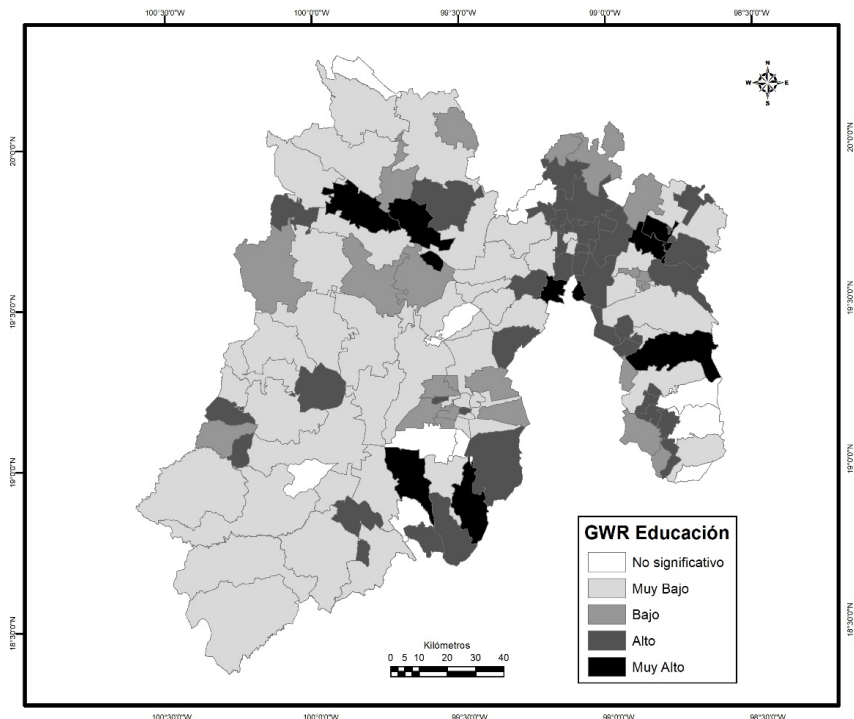 100°30'0"W 100°0'0"W 99°30'0"W 99°0'0"W 98°30'0"W
N
W E
S
20°0'0"N 20°0'0"N
19°30'0"N 19°30'0"N
19°0'0"N 19°0'0"N
18°30'0"N 18°30'0"N
GWR Educación
No significativo
Muy Bajo
Bajo
Alto
Muy Alto
Kilómetros
0 5 10 20 30 40
100°30'0"W 100°0'0"W 99°30'0"W 99°0'0"W 98°30'0"W